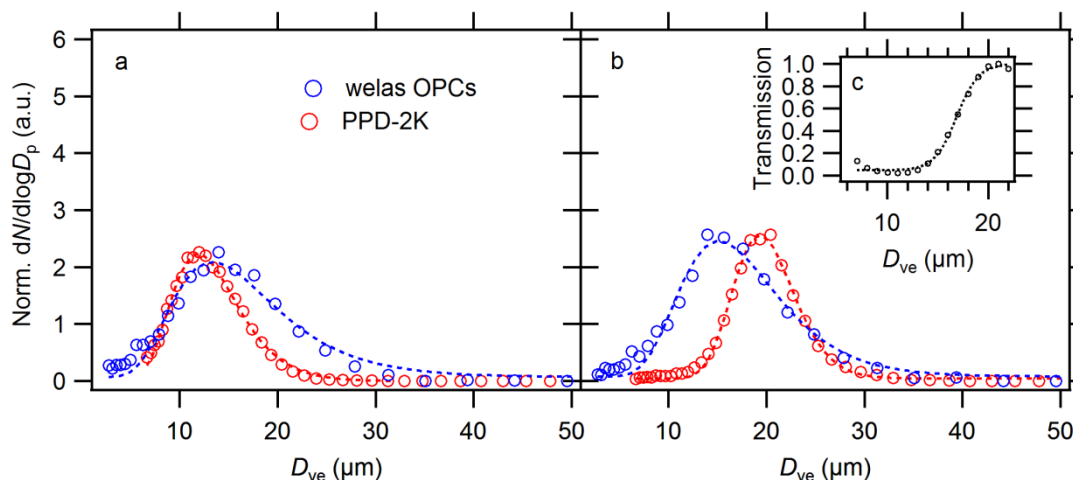 6
5
4
3
2
1
0
Norm. dN/dlogDp (a.u.)
a
welas OPCs
PPD-2K
10
20
30
40
50
Dve (µm)
b
10
20
30
40
50
Dve (µm)
c
1.0
0.8
0.6
0.4
0.2
0.0
Transmission
10
20
Dve (µm)